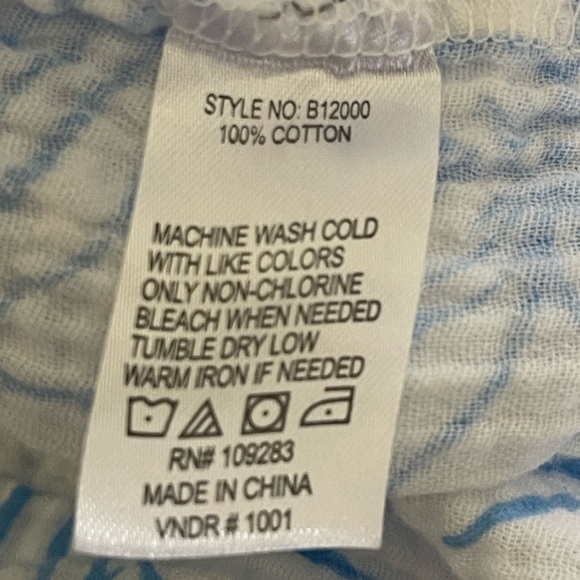 STYLE NO: B12000
100% COTTON
MACHINE WASH COLD
WITH LIKE COLORS
ONLY NON-CHLORINE
BLEACH WHEN NEEDED
TUMBLE DRY LOW
WARM IRON IF NEEDED
RN# 109283
MADE IN CHINA
VNDR # 1001